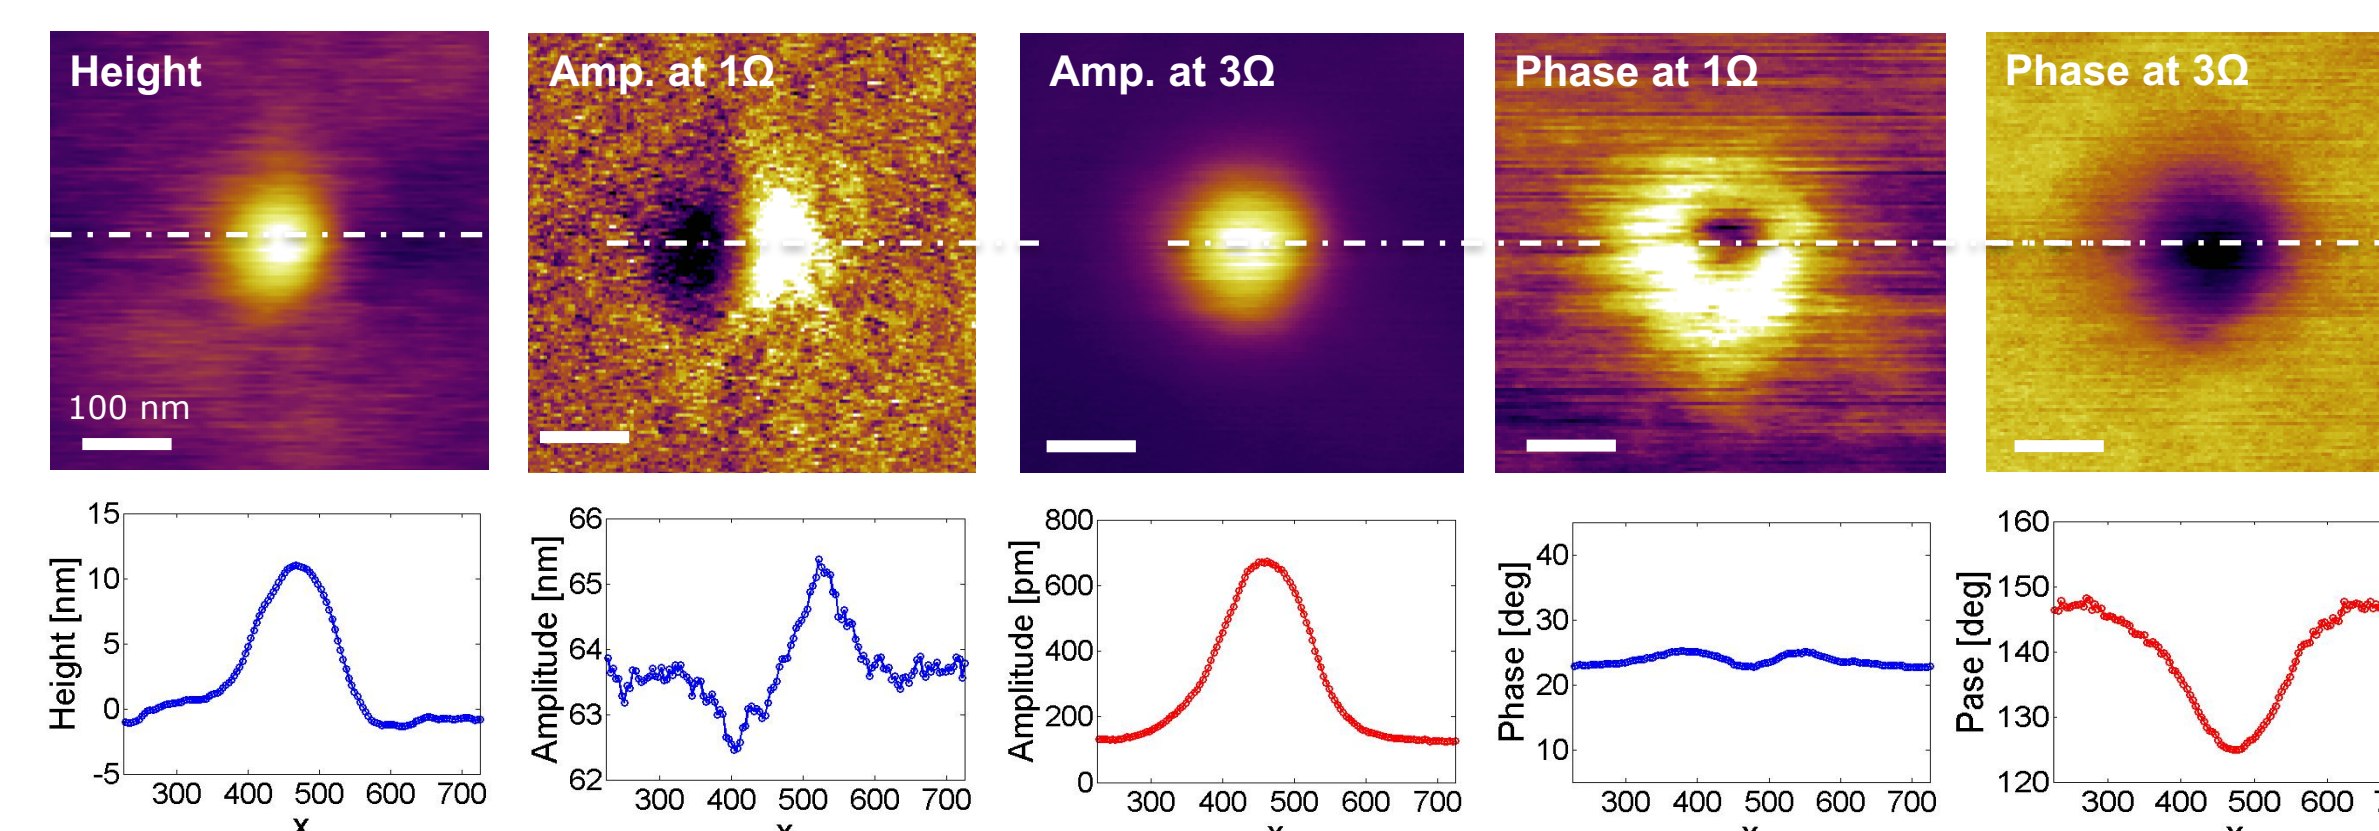 Height
Amp. at 1Ω
Amp. at 3Ω
Phase at 1Ω
Phase at 3Ω
100 nm
Height [nm]
15
10
5
0
-5
300 400 500 600 700
x
Amplitude [nm]
66
65
64
63
62
300 400 500 600 700
x
Amplitude [pm]
800
600
400
200
0
300 400 500 600 700
x
Phase [deg]
40
30
20
10
300 400 500 600 700
x
Pase [deg]
160
150
140
130
120
300 400 500 600
x